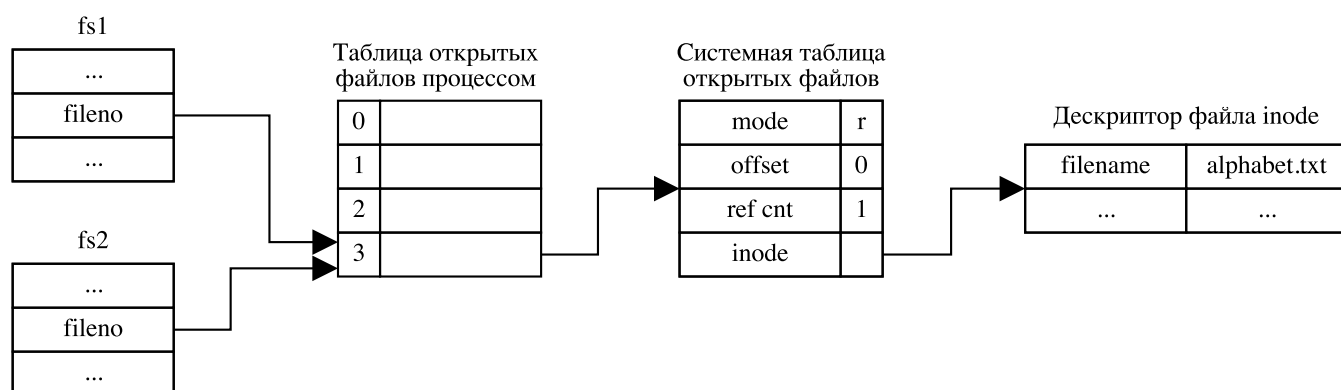 fs1
...
fileno
...
fs2
...
fileno
...
Таблица открытых
файлов процессом
0
1
2
3
Системная таблица
открытых файлов
mode r
offset 0
ref cnt 1
inode
Дескриптор файла inode
filename alphabet.txt
... ...